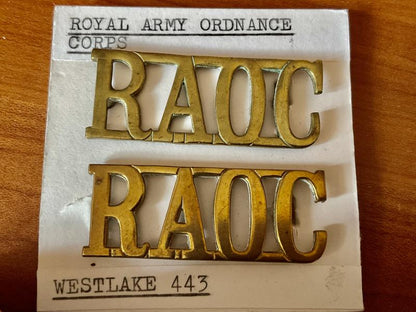 ROYAL ARMY ORDNANCE
CORPS
RAOC
RAOC
WESTLAKE 443